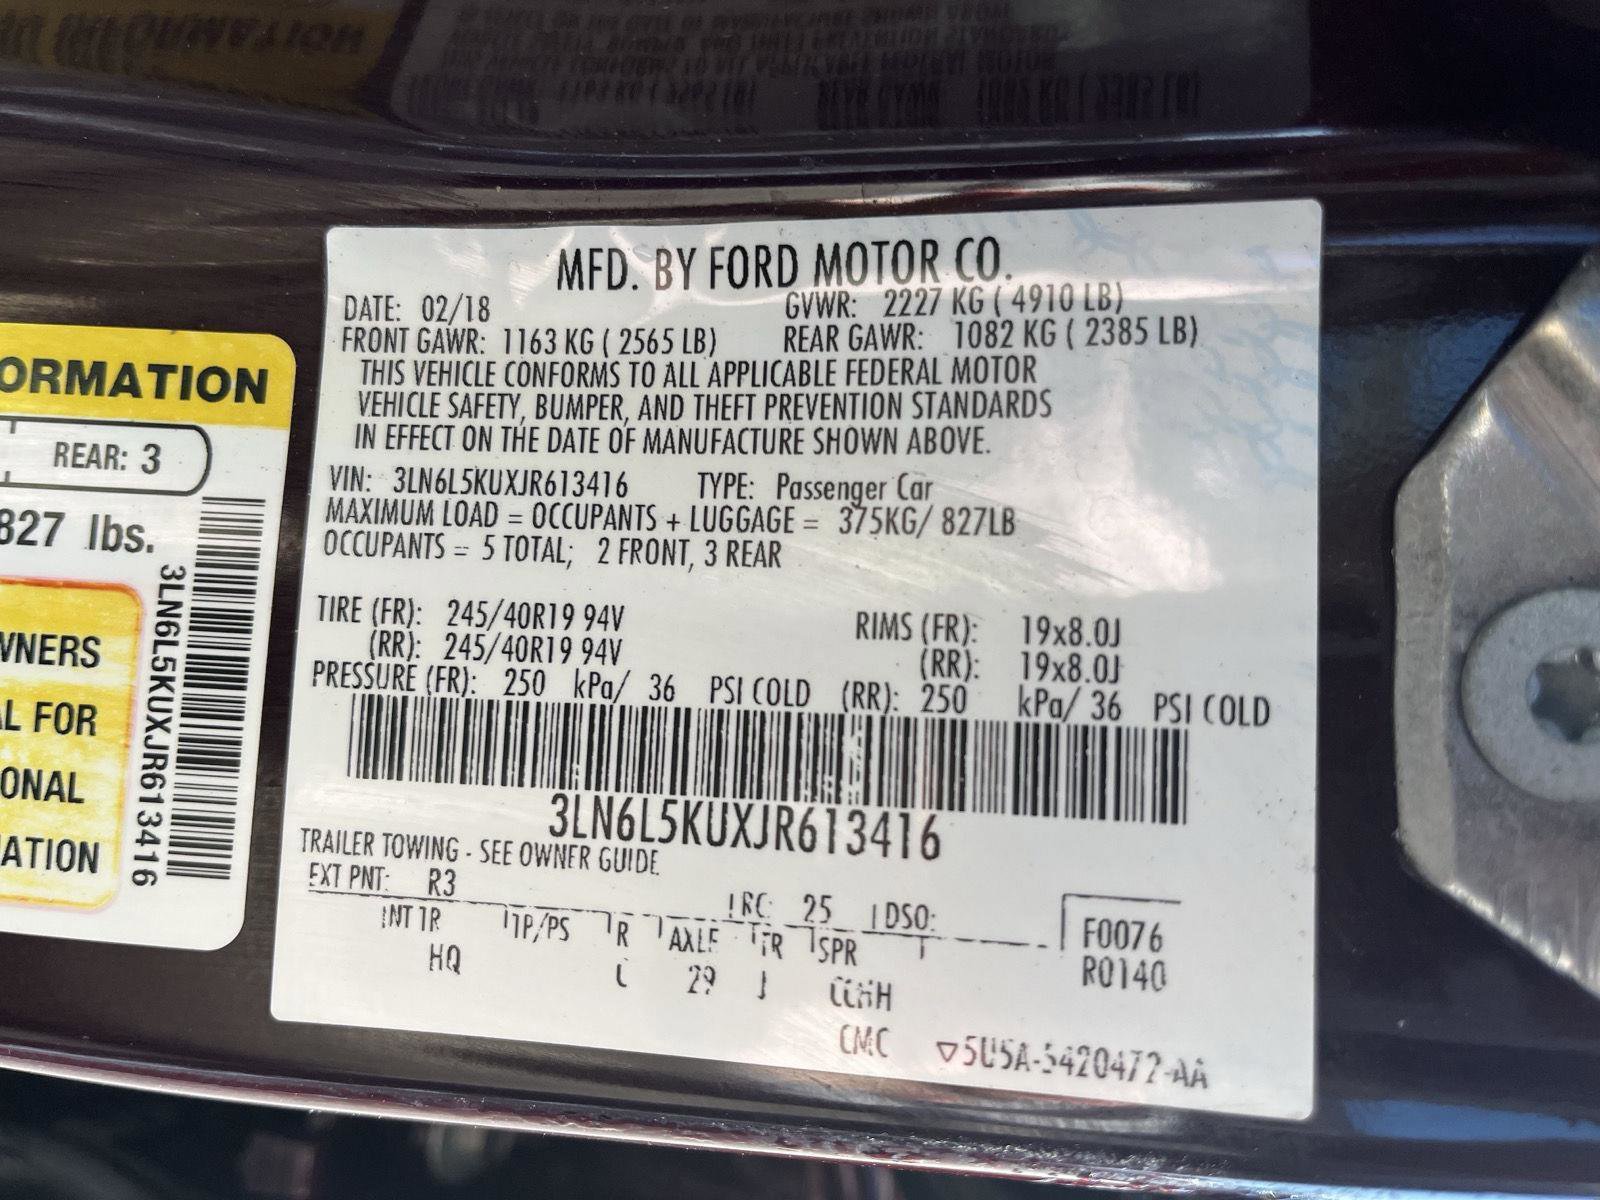 MFD. BY FORD MOTOR CO.
DATE: 02/18 GVWR: 2227 KG ( 4910 LB)
FRONT GAWR: 1163 KG ( 2565 LB) REAR GAWR: 1082 KG ( 2385 LB)
THIS VEHICLE CONFORMS TO ALL APPLICABLE FEDERAL MOTOR
VEHICLE SAFETY, BUMPER, AND THEFT PREVENTION STANDARDS
IN EFFECT ON THE DATE OF MANUFACTURE SHOWN ABOVE.
VIN: 3LN6L5KUXJR613416 TYPE: Passenger Car
MAXIMUM LOAD = OCCUPANTS + LUGGAGE = 375KG/ 827LB
OCCUPANTS = 5 TOTAL; 2 FRONT, 3 REAR
TIRE (FR): 245/40R19 94V RIMS (FR): 19x8.0J
(RR): 245/40R19 94V (RR): 19x8.0J
PRESSURE (FR): 250 kPa/ 36 PSI COLD (RR): 250 kPa/ 36 PSI COLD
3LN6L5KUXJR613416
TRAILER TOWING - SEE OWNER GUIDE
EXT PNT: R3 RC: 25 DSO: F0076
INT TR TP/PS R AXLE TR SPR R0140
HQ 29 J
CMC 5U5A-5420472-AA
ORMATION
REAR: 3
827 lbs.
WNERS
L FOR
ONAL
ATION
3LN6L5KUXJR613416